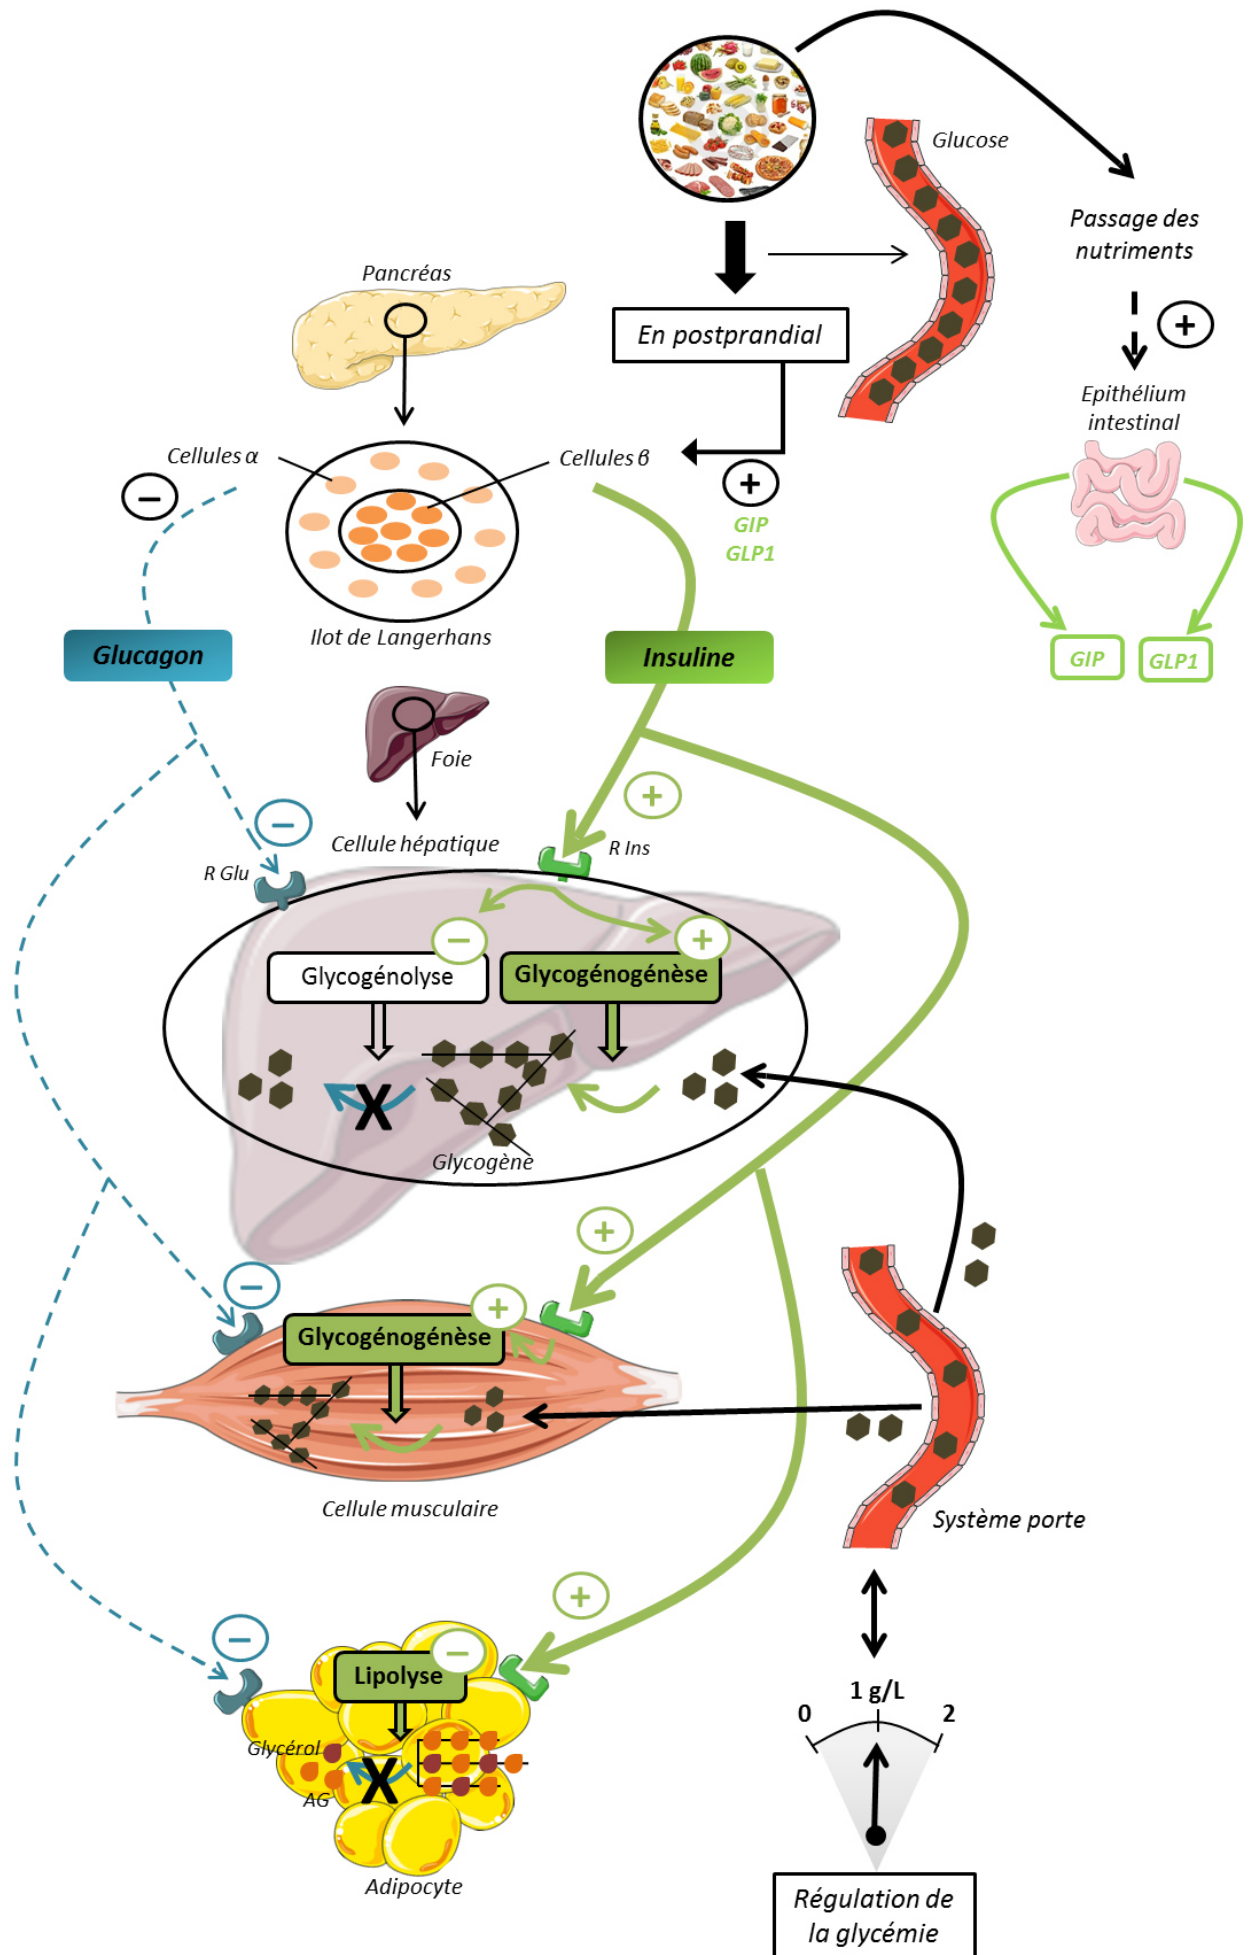 Glucose
Passage des
nutriments
+
Pancréas
En postprandial
Epithélium
intestinal
Cellules α
Cellules β
−
+
GIP
GLP1
Ilot de Langerhans
Glucagon
Insuline
GIP
GLP1
Foie
+
−
Cellule hépatique
R Ins
R Glu
−
+
Glycogénolyse
Glycogénogénèse
X
Glycogène
+
−
+
Glycogénogénèse
Cellule musculaire
Système porte
+
−
−
Lipolyse
Glycérol
X
AG
Adipocyte
0
1 g/L
2
Régulation de
la glycémie